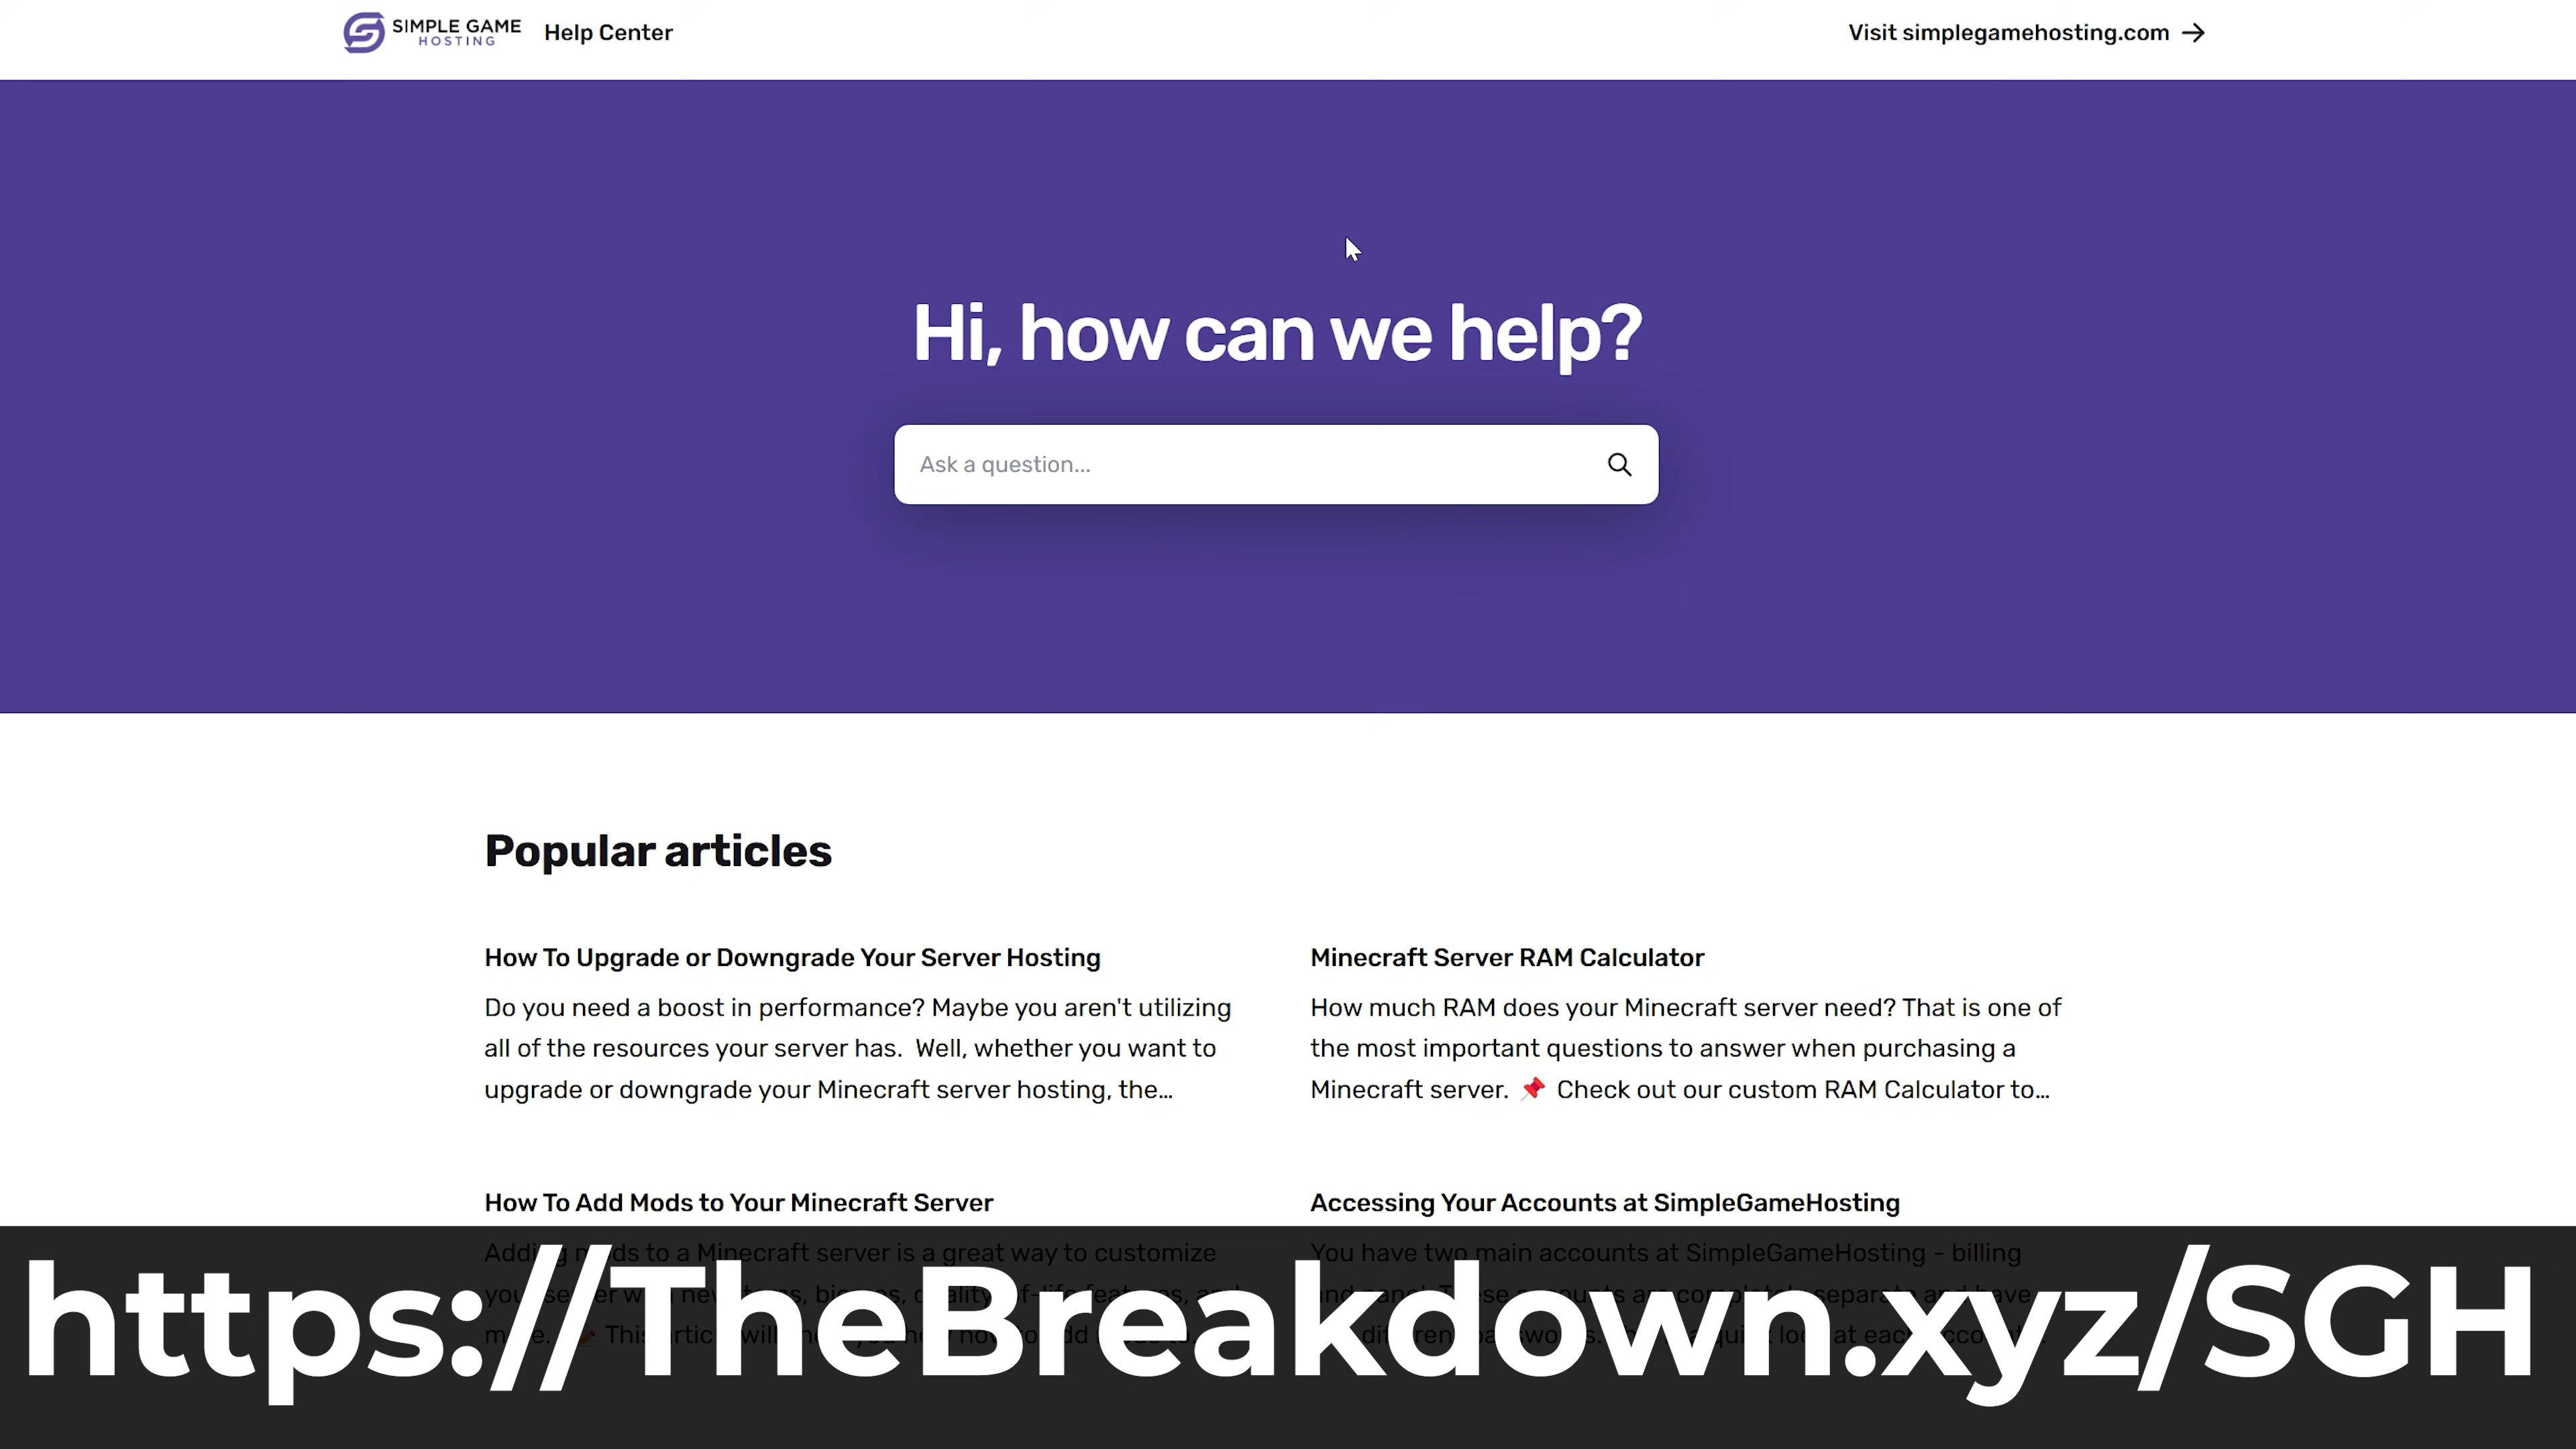 SIMPLE GAME
HOSTING
Help Center
Visit simplegamehosting.com
Hi, how can we help?
Ask a question...
Popular articles
How To Upgrade or Downgrade Your Server Hosting
Do you need a boost in performance? Maybe you aren't utilizing
all of the resources your server has. Well, whether you want to
upgrade or downgrade your Minecraft server hosting, the...
Minecraft Server RAM Calculator
How much RAM does your Minecraft server need? That is one of
the most important questions to answer when purchasing a
Minecraft server. 📌 Check out our custom RAM Calculator to...
How To Add Mods to Your Minecraft Server
to a Minecraft server is a great way to customize
Accessing Your Accounts at SimpleGameHosting
You have two main accounts at SimpleGameHosting - billing
https://TheBreakdown.xyz/SGH